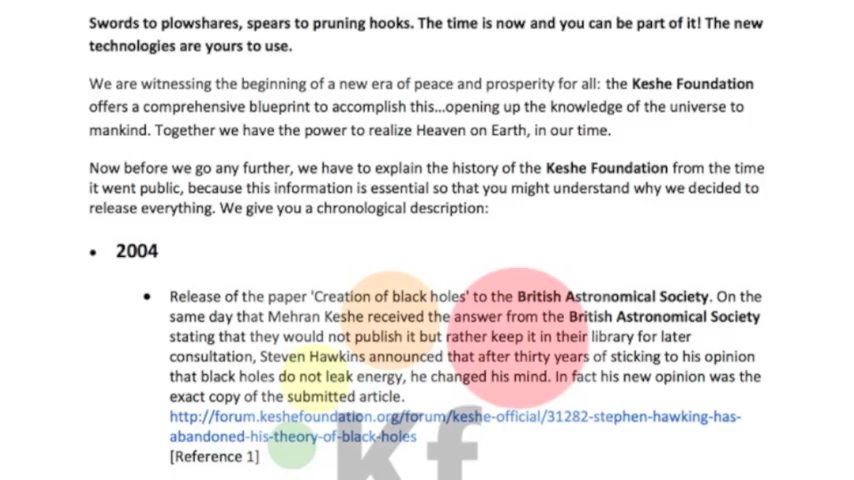 Swords to plowshares, spears to pruning hooks. The time is now and you can be part of it! The new
technologies are yours to use.
We are witnessing the beginning of a new era of peace and prosperity for all: the Keshe Foundation
offers a comprehensive blueprint to accomplish this...opening up the knowledge of the universe to
mankind. Together we have the power to realize Heaven on Earth, in our time.
Now before we go any further, we have to explain the history of the Keshe Foundation from the time
it went public, because this information is essential so that you might understand why we decided to
release everything. We give you a chronological description:
• 2004
• Release of the paper 'Creation of black holes' to the British Astronomical Society. On the
same day that Mehran Keshe received the answer from the British Astronomical Society
stating that they would not publish it but rather keep it in their library for later
consultation, Steven Hawkins announced that after thirty years of sticking to his opinion
that black holes do not leak energy, he changed his mind. In fact his new opinion was the
exact copy of the submitted article.
http://forum.keshefoundation.org/forum/keshe-official/31282-stephen-hawking-has-
abandoned-his-theory-of-black-holes
[Reference 1]
Kf